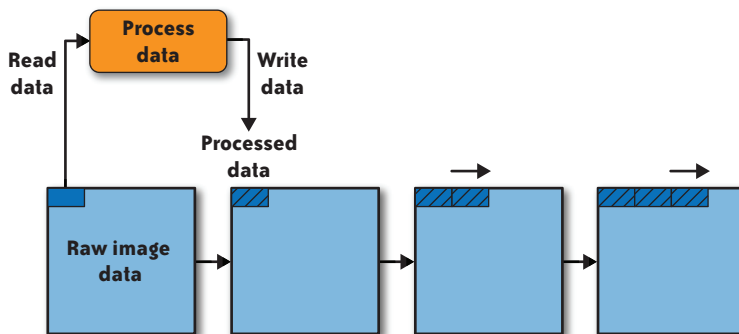 Process
data
Read
data
Write
data
Processed
data
Raw image
data